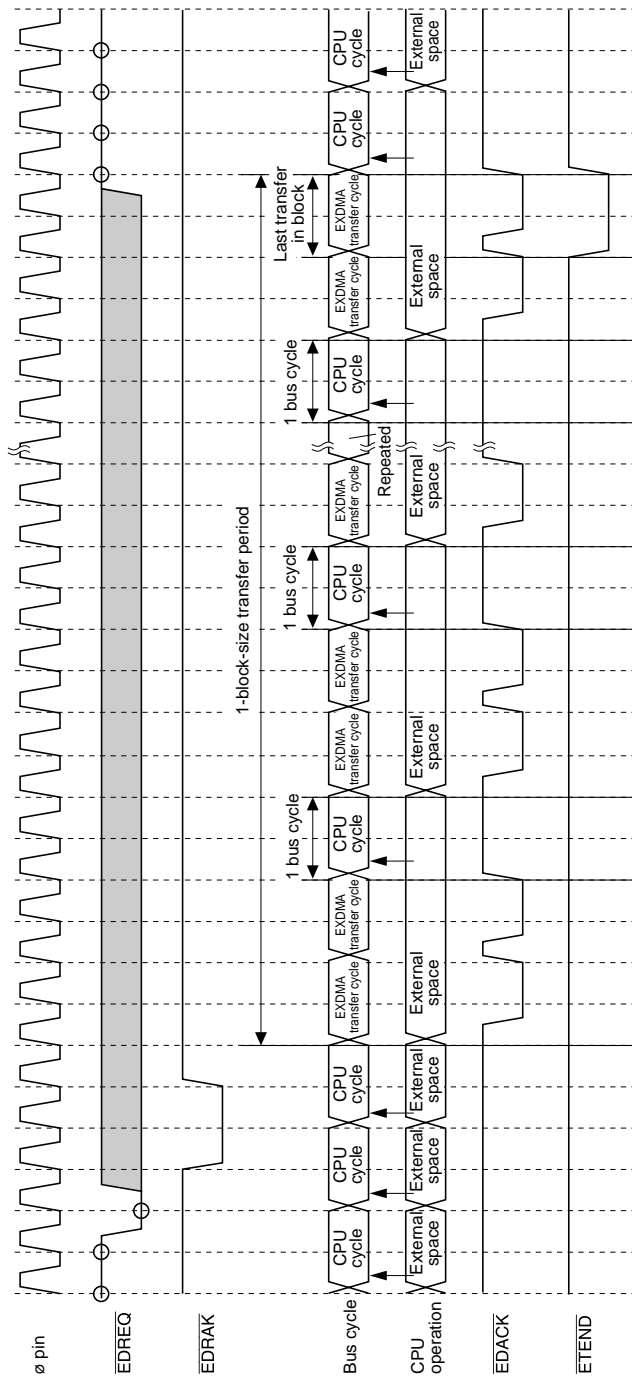 ø pin
EDREQ
EDRAK
1-block-size transfer period
1 bus cycle
1 bus cycle
1 bus cycle
Last transfer
in block
Bus cycle
CPU
cycle
CPU
cycle
CPU
cycle
EXDMA
transfer cycle
EXDMA
transfer cycle
CPU
cycle
EXDMA
transfer cycle
EXDMA
transfer cycle
CPU
cycle
EXDMA
transfer cycle
Repeated
CPU
cycle
EXDMA
transfer cycle
EXDMA
transfer cycle
CPU
cycle
CPU
cycle
CPU
operation
External
space
External
space
External
space
External
space
External
space
External
space
External
space
External
space
EDACK
ETEND